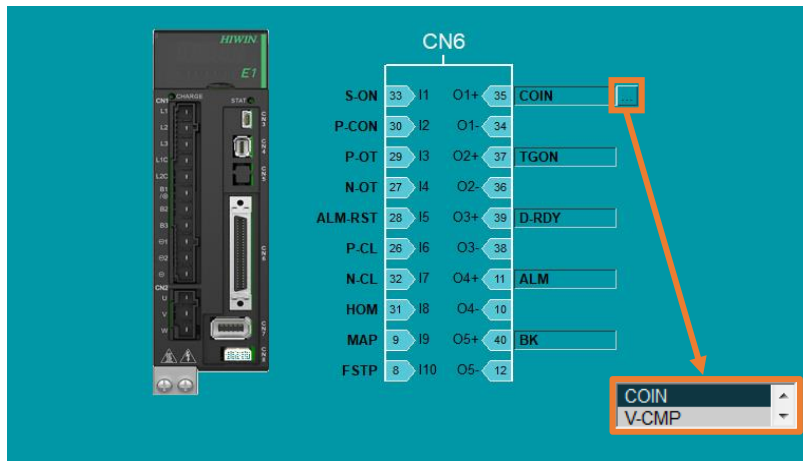 HIWIN
E1
CN1
CHARGE
STAT
L1
L2
L3
L1C
L2C
B1
/⊕
B2
B3
⊖1
⊖2
⊖
CN2
U
V
W
CN6
S-ON 33 I1 O1+ 35 COIN ...
P-CON 30 I2 O1- 34
P-OT 29 I3 O2+ 37 TGON
N-OT 27 I4 O2- 36
ALM-RST 28 I5 O3+ 39 D-RDY
P-CL 26 I6 O3- 38
N-CL 32 I7 O4+ 11 ALM
HOM 31 I8 O4- 10
MAP 9 I9 O5+ 40 BK
FSTP 8 I10 O5- 12
COIN
V-CMP